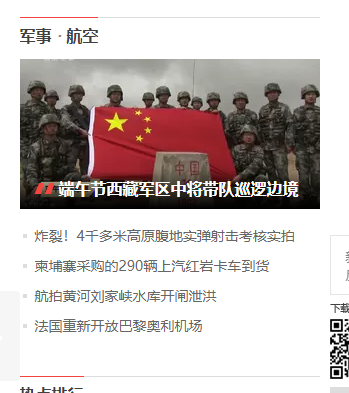 军事·航空
中国
端午节西藏军区中将带队巡逻边境
炸裂！4千多米高原腹地实弹射击考核实拍
柬埔寨采购的290辆上汽红岩卡车到货
航拍黄河刘家峡水库开闸泄洪
法国重新开放巴黎奥利机场
下载